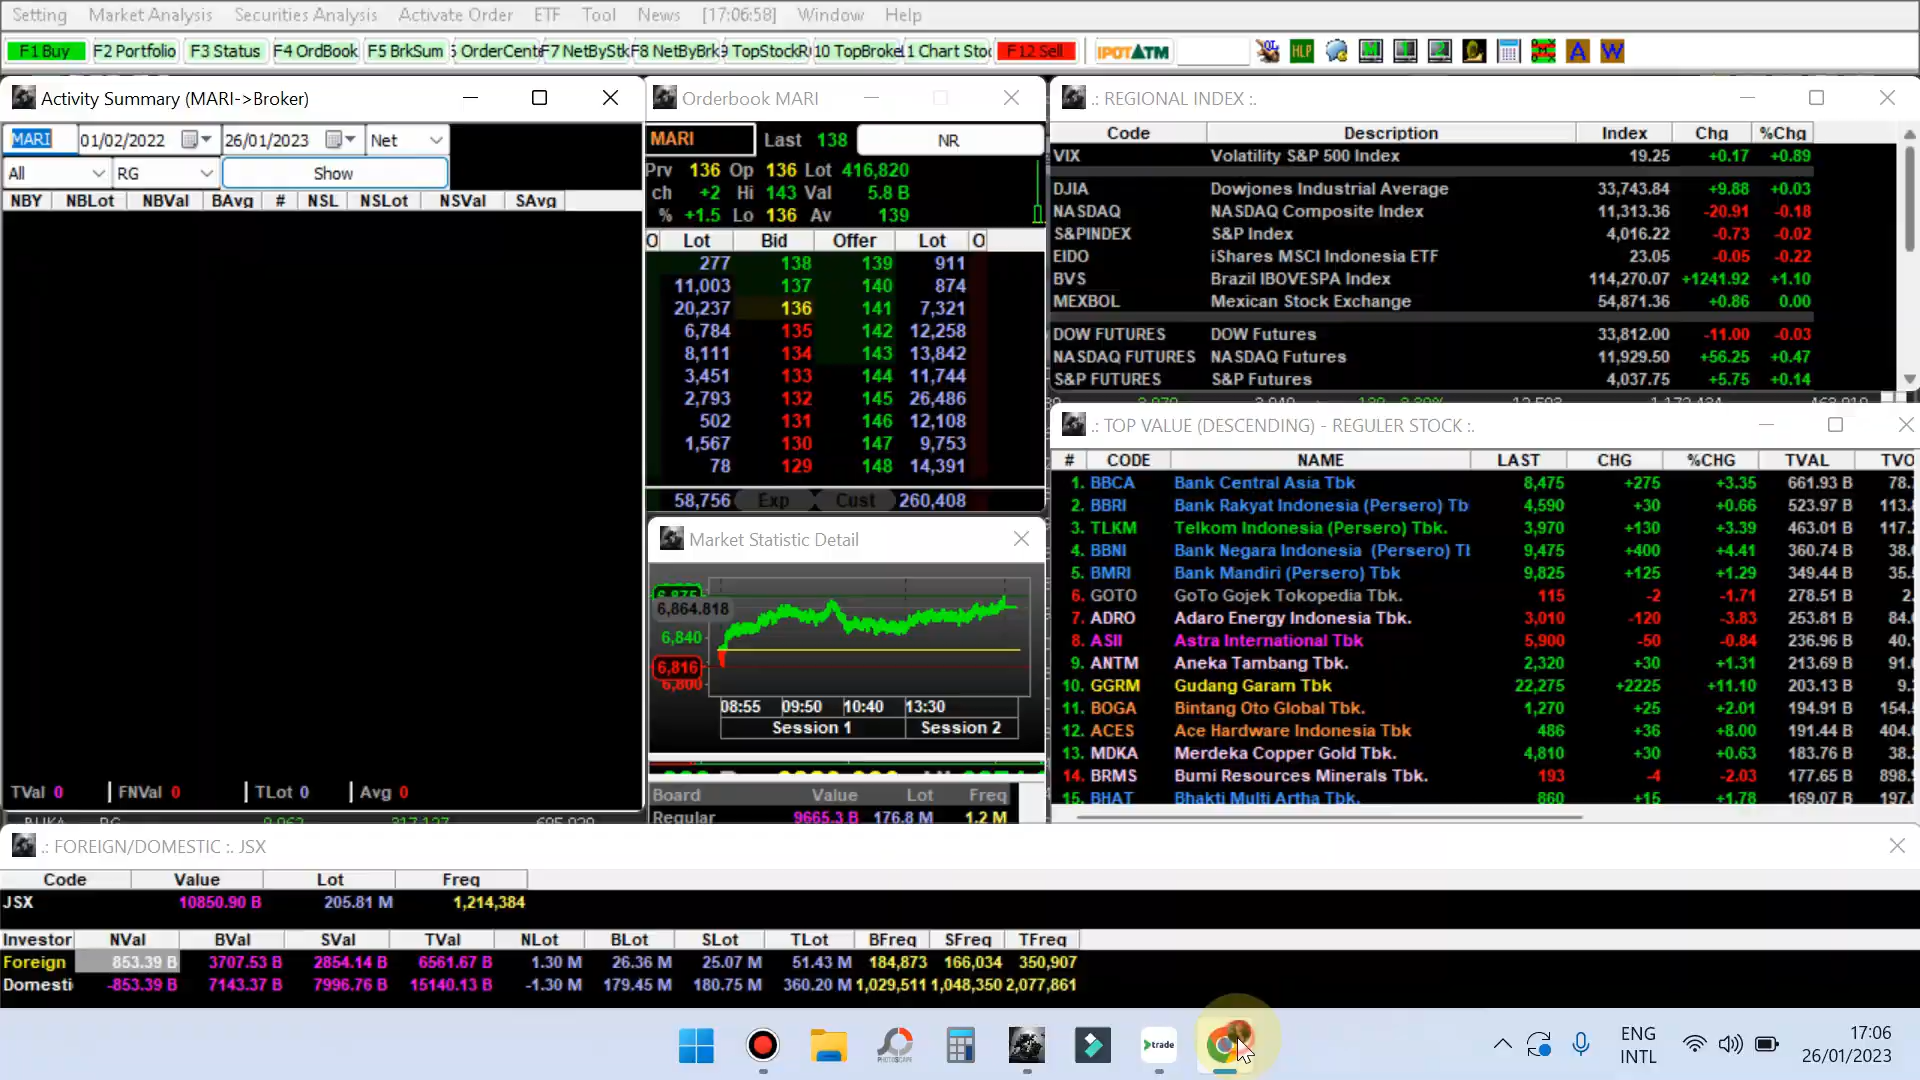 Setting Market Analysis Securities Analysis Activate Order ETF Tool News [17:06:58] Window Help
F1 Buy F2 Portfolio F3 Status F4 OrdBook F5 BrkSum OrderCent F7 NetByStk F8 NetByBrk TopStock 10 TopBroke 1 Chart Sto F12 Sell IPOT ATM HLP A W
Activity Summary (MARI->Broker)
MARI 01/02/2022 26/01/2023 Net
All RG Show
NBY NBLot NBVal BAvg # NSL NSLot NSVal SAvg
TVal 0 FNVal 0 TLot 0 Avg 0
Orderbook MARI
MARI Last 138 NR
Prv 136 Op 136 Lot 416,820
ch +2 Hi 143 Val 5.8 B
% +1.5 Lo 136 Av 139
O Lot Bid Offer Lot O
277 138 139 911
11,003 137 140 874
20,237 136 141 7,321
6,784 135 142 12,258
8,111 134 143 13,842
3,451 133 144 11,744
2,793 132 145 26,486
502 131 146 12,108
1,567 130 147 9,753
78 129 148 14,391
58,756 Exp Cust 260,408
Market Statistic Detail
6,875
6,864.818
6,840
6,816
6,800
08:55 09:50 10:40 13:30
Session 1 Session 2
Board Value Lot Freq
Regular 9665.3 B 176.8 M 1.2 M
.: REGIONAL INDEX :.
Code Description Index Chg %Chg
VIX Volatility S&P 500 Index 19.25 +0.17 +0.89
DJIA Dowjones Industrial Average 33,743.84 +9.88 +0.03
NASDAQ NASDAQ Composite Index 11,313.36 -20.91 -0.18
S&PINDEX S&P Index 4,016.22 -0.73 -0.02
EIDO iShares MSCI Indonesia ETF 23.05 -0.05 -0.22
BVS Brazil IBOVESPA Index 114,270.07 +1241.92 +1.10
MEXBOL Mexican Stock Exchange 54,871.36 +0.86 0.00
DOW FUTURES DOW Futures 33,812.00 -11.00 -0.03
NASDAQ FUTURES NASDAQ Futures 11,929.50 +56.25 +0.47
S&P FUTURES S&P Futures 4,037.75 +5.75 +0.14
.: TOP VALUE (DESCENDING) - REGULER STOCK :.
# CODE NAME LAST CHG %CHG TVAL TVO
1. BBCA Bank Central Asia Tbk 8,475 +275 +3.35 661.93 B 78.
2. BBRI Bank Rakyat Indonesia (Persero) Tb 4,590 +30 +0.66 523.97 B 113.
3. TLKM Telkom Indonesia (Persero) Tbk. 3,970 +130 +3.39 463.01 B 117.
4. BBNI Bank Negara Indonesia (Persero) Tl 9,475 +400 +4.41 360.74 B 38.
5. BMRI Bank Mandiri (Persero) Tbk 9,825 +125 +1.29 349.44 B 35.
6. GOTO GoTo Gojek Tokopedia Tbk. 115 -2 -1.71 278.51 B 2.
7. ADRO Adaro Energy Indonesia Tbk. 3,010 -120 -3.83 253.81 B 84.
8. ASII Astra International Tbk 5,900 -50 -0.84 236.96 B 40.
9. ANTM Aneka Tambang Tbk. 2,320 +30 +1.31 213.69 B 91.
10. GGRM Gudang Garam Tbk 22,275 +2225 +11.10 203.13 B 9.
11. BOGA Bintang Oto Global Tbk. 1,270 +25 +2.01 194.91 B 154.
12. ACES Ace Hardware Indonesia Tbk 486 +36 +8.00 191.44 B 404.
13. MDKA Merdeka Copper Gold Tbk. 4,810 +30 +0.63 183.76 B 38.
14. BRMS Bumi Resources Minerals Tbk. 193 -4 -2.03 177.65 B 898.
15. BHAT Bhakti Multi Artha Tbk. 860 +15 +1.78 169.07 B 197.
.: FOREIGN/DOMESTIC :. JSX
Code Value Lot Freq
JSX 10850.90 B 205.81 M 1,214,384
Investor NVal BVal SVal TVal NLot BLot SLot TLot BFreq SFreq TFreq
Foreign 853.39 B 3707.53 B 2854.14 B 6561.67 B 1.30 M 26.36 M 25.07 M 51.43 M 184,873 166,034 350,907
Domesti -853.39 B 7143.37 B 7996.76 B 15140.13 B -1.30 M 179.45 M 180.75 M 360.20 M 1,029,511 1,048,350 2,077,861
PHOTOSCAPE trade
ENG
INTL
17:06
26/01/2023